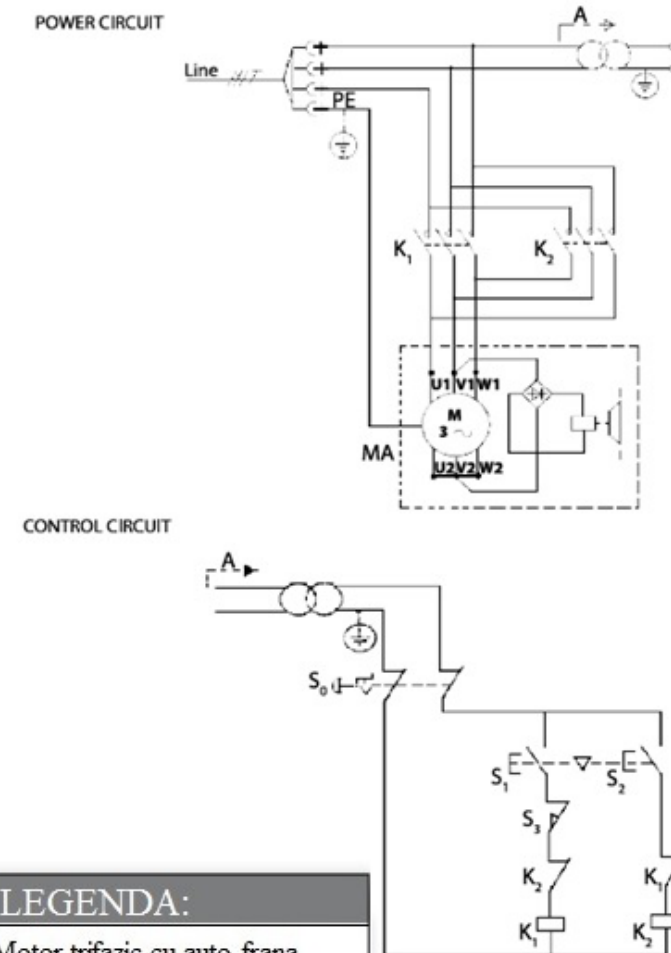 POWER CIRCUIT
A
Line
PE
K1
K2
U1 V1 W1
M
3 ~
MA
U2 V2 W2
CONTROL CIRCUIT
A
S0
S1
S2
S3
K2
K1
K1
K2
LEGENDA:
Motor trifazic cu auto-frana